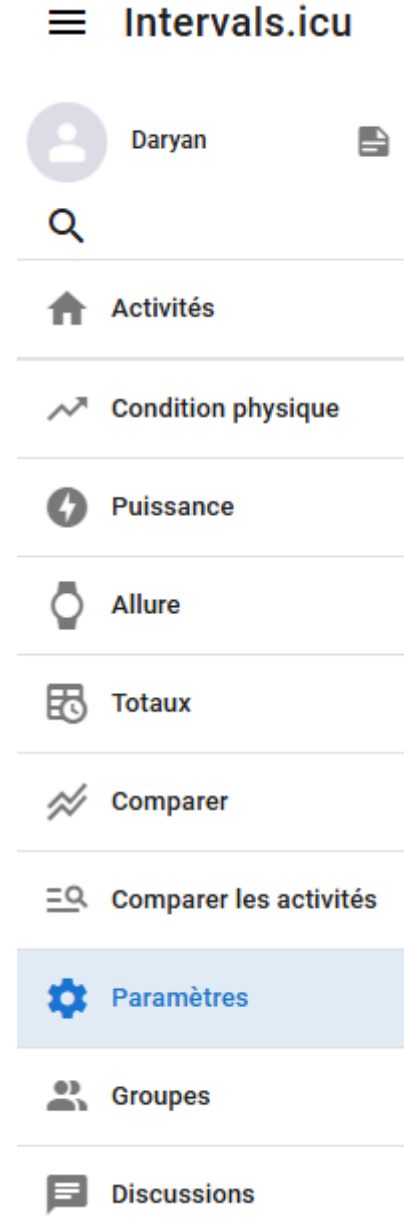 Intervals.icu
Daryan
Activités
Condition physique
Puissance
Allure
Totaux
Comparer
Comparer les activités
Paramètres
Groupes
Discussions